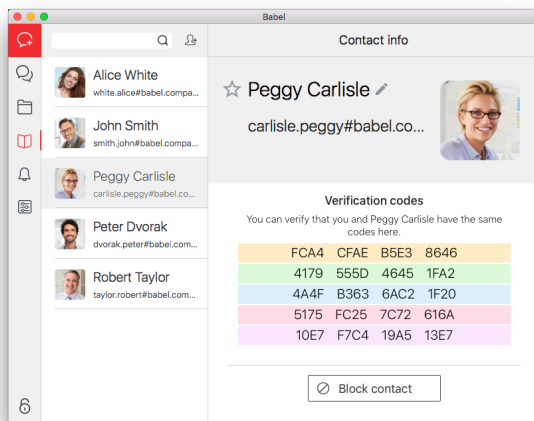 Babel
Contact info
Alice White
white.alice#babel.compa...
John Smith
smith.john#babel.compa...
Peggy Carlisle
carlisle.peggy#babel.co...
Peter Dvorak
dvorak.peter#babel.com...
Robert Taylor
taylor.robert#babel.com...
Peggy Carlisle
carlisle.peggy#babel.co...
Verification codes
You can verify that you and Peggy Carlisle have the same
codes here.
FCA4 CFAE B5E3 8646
4179 555D 4645 1FA2
4A4F B363 6AC2 1F20
5175 FC25 7C72 616A
10E7 F7C4 19A5 13E7
Block contact